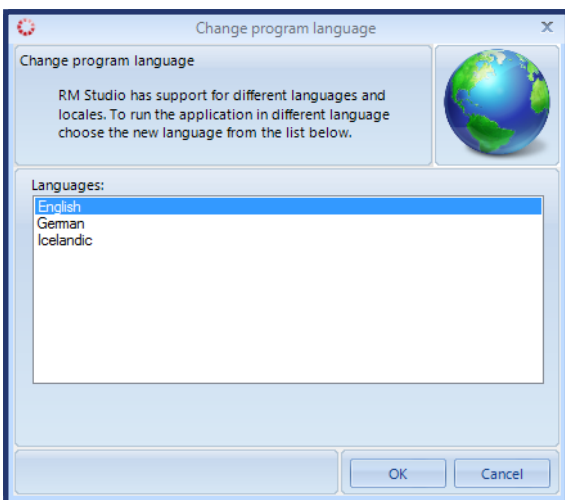 Change program language
x
Change program language
RM Studio has support for different languages and
locales. To run the application in different language
choose the new language from the list below.
Languages:
English
German
Icelandic
OK
Cancel